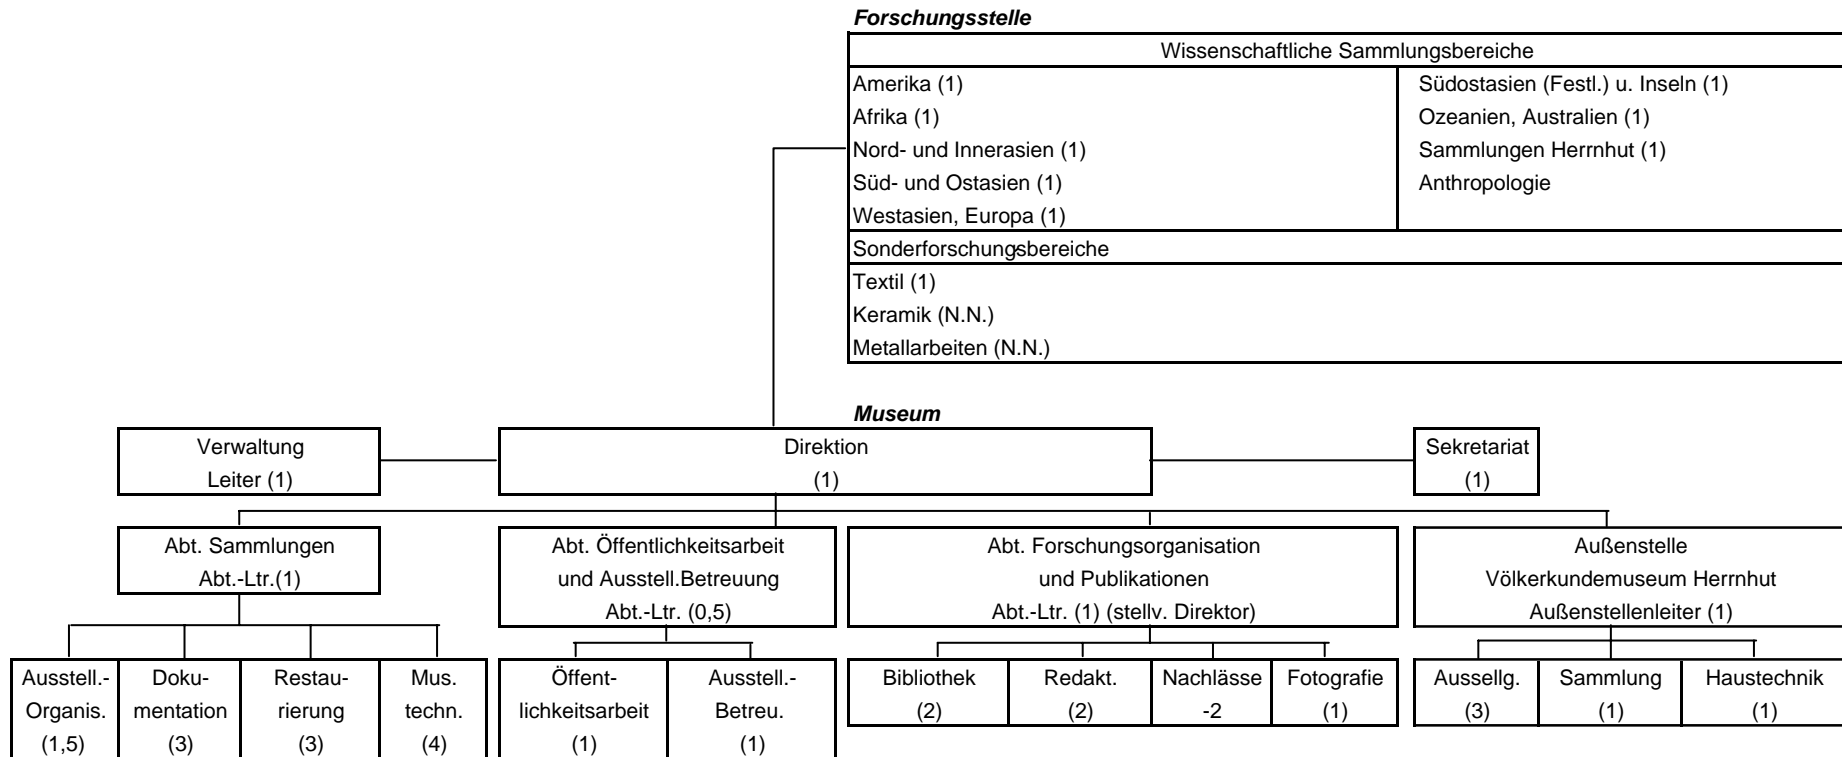 Forschungsstelle
Wissenschaftliche Sammlungsbereiche
Amerika (1)
Afrika (1)
Nord- und Innerasien (1)
Süd- und Ostasien (1)
Westasien, Europa (1)
Südostasien (Festl.) u. Inseln (1)
Ozeanien, Australien (1)
Sammlungen Herrnhut (1)
Anthropologie
Sonderforschungsbereiche
Textil (1)
Keramik (N.N.)
Metallarbeiten (N.N.)
Museum
Verwaltung
Leiter (1)
Direktion
(1)
Sekretariat
(1)
Abt. Sammlungen
Abt.-Ltr.(1)
Abt. Öffentlichkeitsarbeit
und Ausstell.Betreuung
Abt.-Ltr. (0,5)
Abt. Forschungsorganisation
und Publikationen
Abt.-Ltr. (1) (stellv. Direktor)
Außenstelle
Völkerkundemuseum Herrnhut
Außenstellenleiter (1)
Ausstell.-
Organis.
(1,5)
Doku-
mentation
(3)
Restau-
rierung
(3)
Mus.
techn.
(4)
Öffent-
lichkeitsarbeit
(1)
Ausstell.-
Betreu.
(1)
Bibliothek
(2)
Redakt.
(2)
Nachlässe
-2
Fotografie
(1)
Aussellg.
(3)
Sammlung
(1)
Haustechnik
(1)